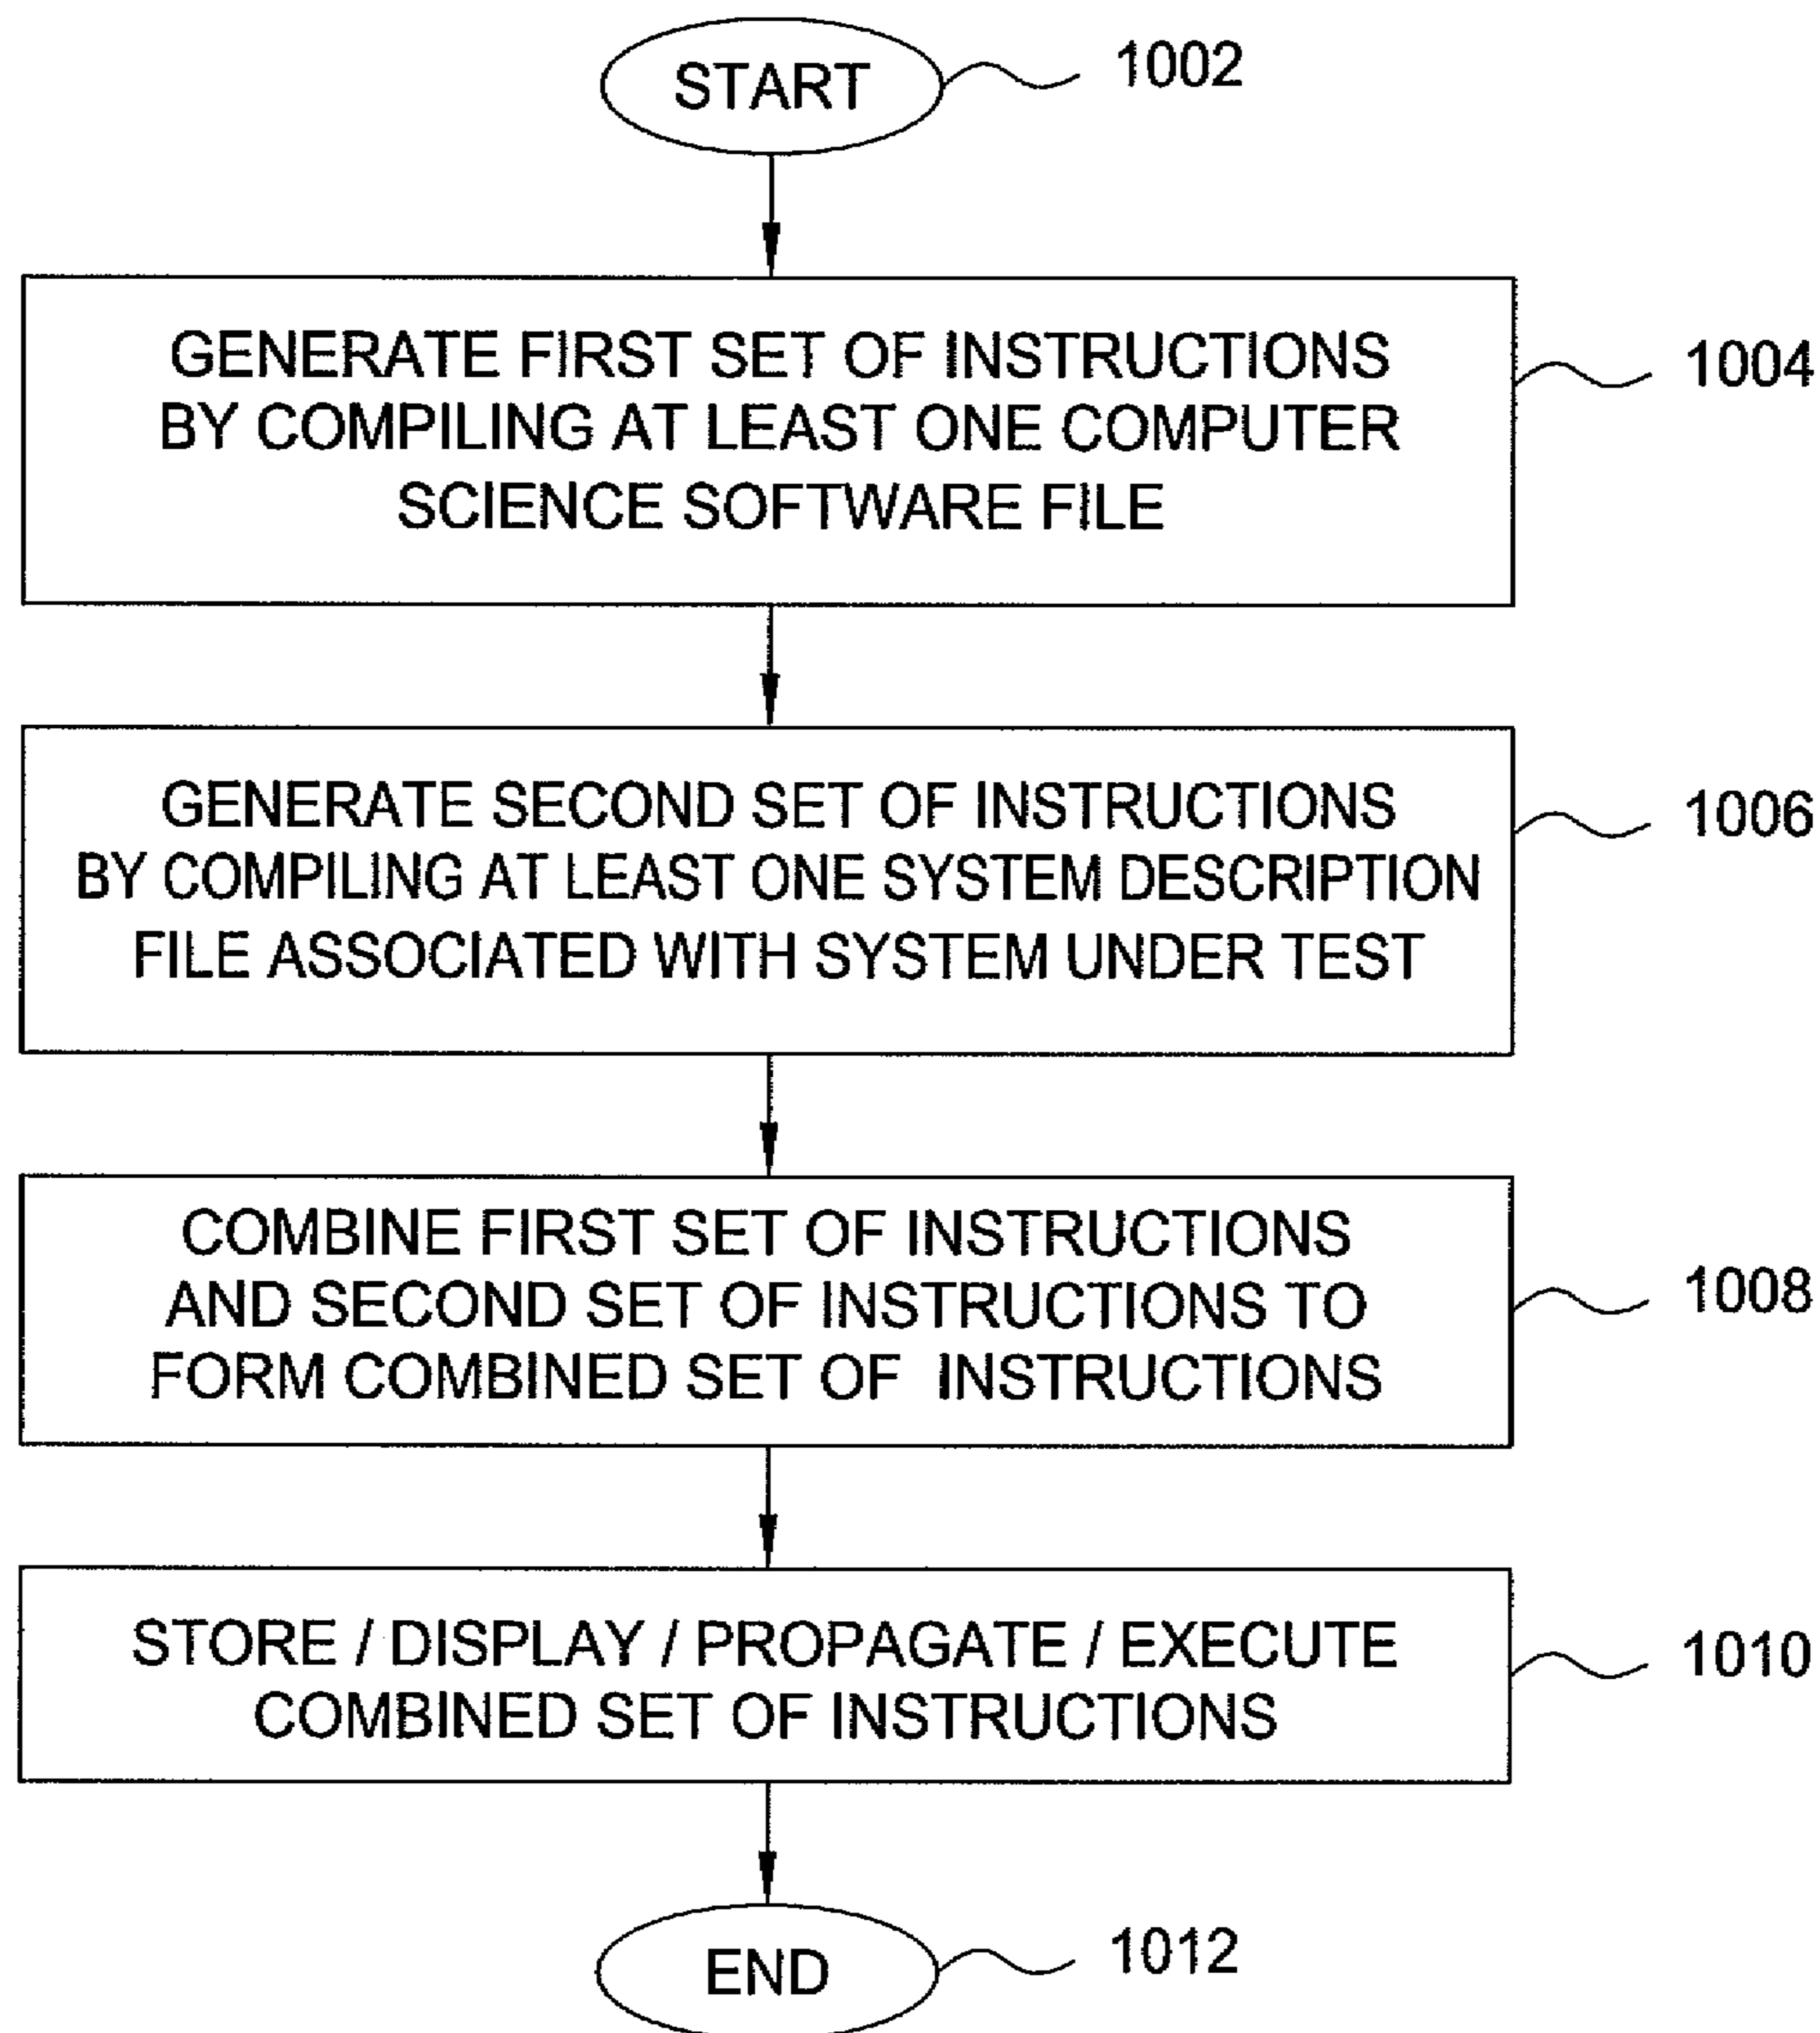 START
1002
GENERATE FIRST SET OF INSTRUCTIONS
BY COMPILING AT LEAST ONE COMPUTER
SCIENCE SOFTWARE FILE
1004
GENERATE SECOND SET OF INSTRUCTIONS
BY COMPILING AT LEAST ONE SYSTEM DESCRIPTION
FILE ASSOCIATED WITH SYSTEM UNDER TEST
1006
COMBINE FIRST SET OF INSTRUCTIONS
AND SECOND SET OF INSTRUCTIONS TO
FORM COMBINED SET OF INSTRUCTIONS
1008
STORE / DISPLAY / PROPAGATE / EXECUTE
COMBINED SET OF INSTRUCTIONS
1010
END
1012